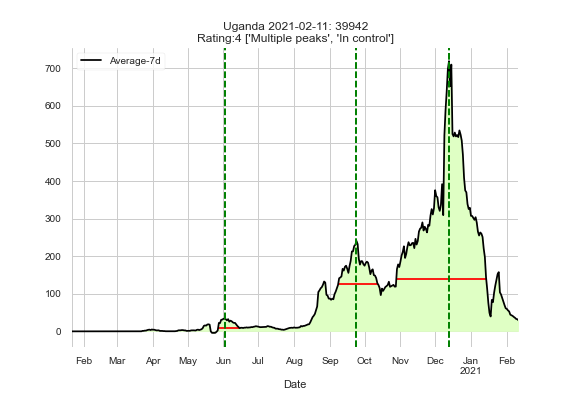 Uganda 2021-02-11: 39942
Rating:4 ['Multiple peaks', 'In control']
Average-7d
700
600
500
400
300
200
100
0
Feb Mar Apr May Jun Jul Aug Sep Oct Nov Dec Jan Feb
2021
Date